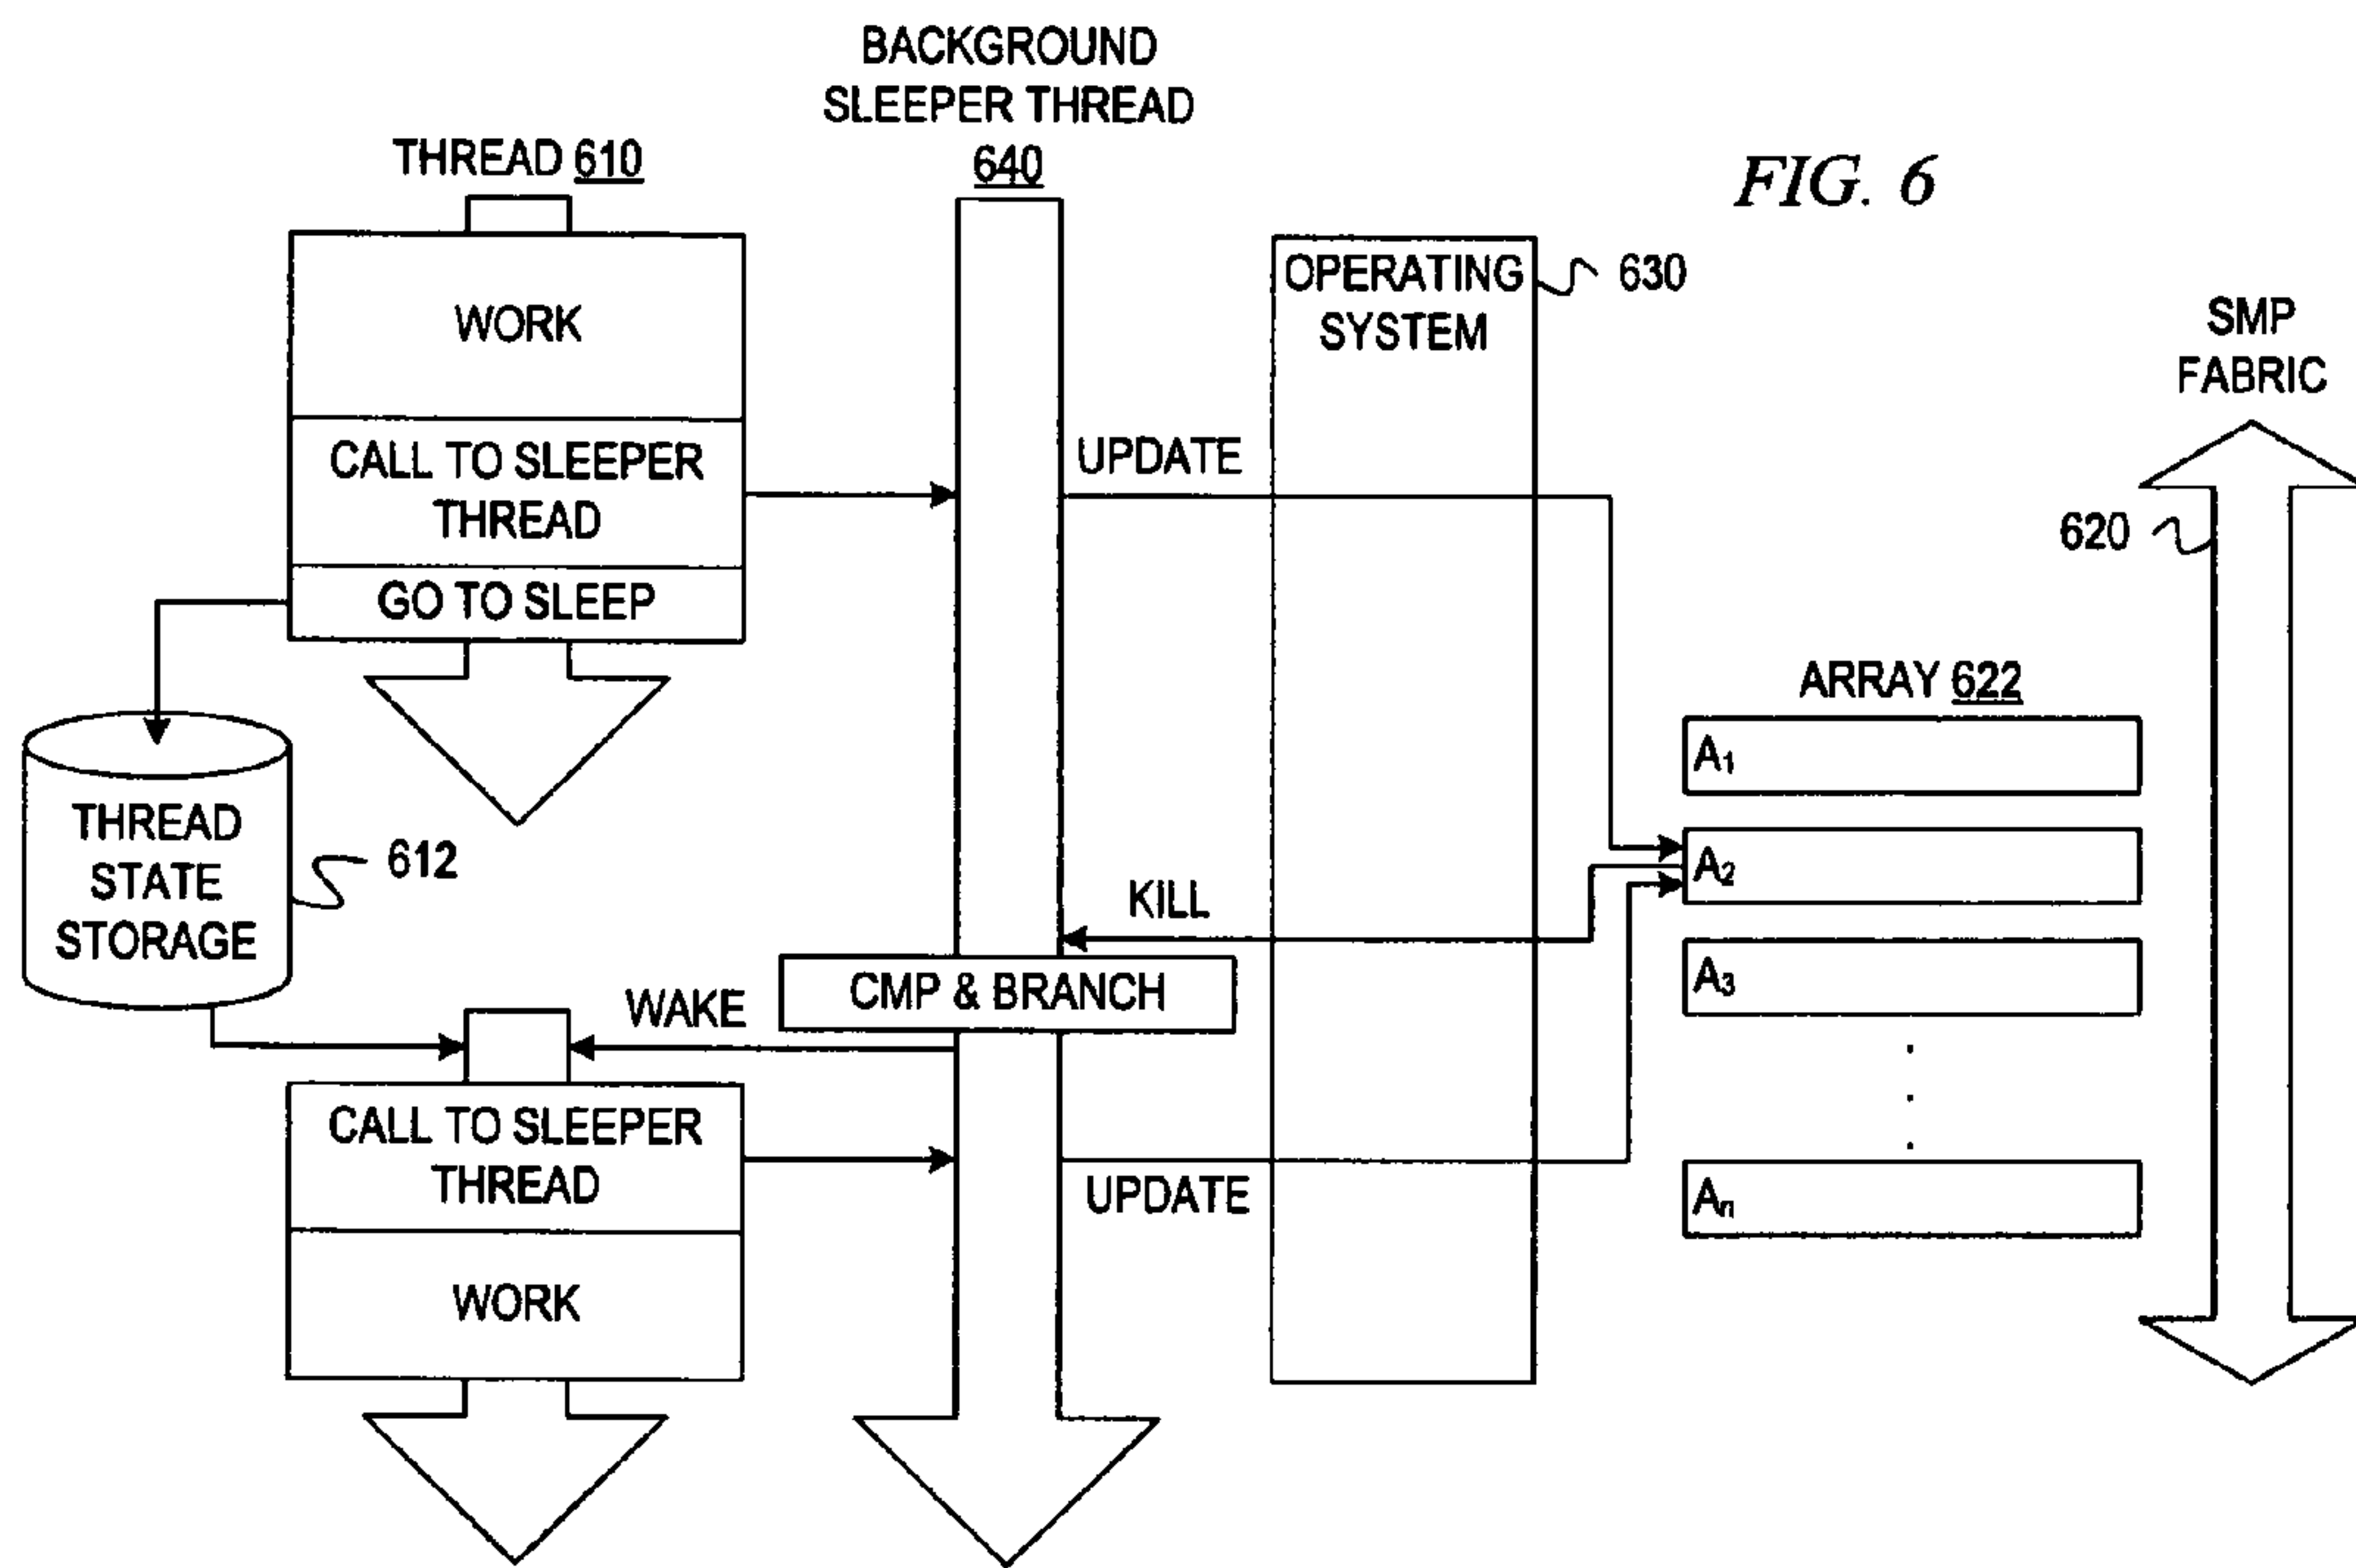 BACKGROUND
SLEEPER THREAD
640
THREAD 610
FIG. 6
WORK
OPERATING
SYSTEM
630
SMP
FABRIC
CALL TO SLEEPER
THREAD
UPDATE
620
GO TO SLEEP
ARRAY 622
A1
THREAD
STATE
STORAGE
612
A2
KILL
CMP & BRANCH
A3
WAKE
CALL TO SLEEPER
THREAD
UPDATE
An
WORK